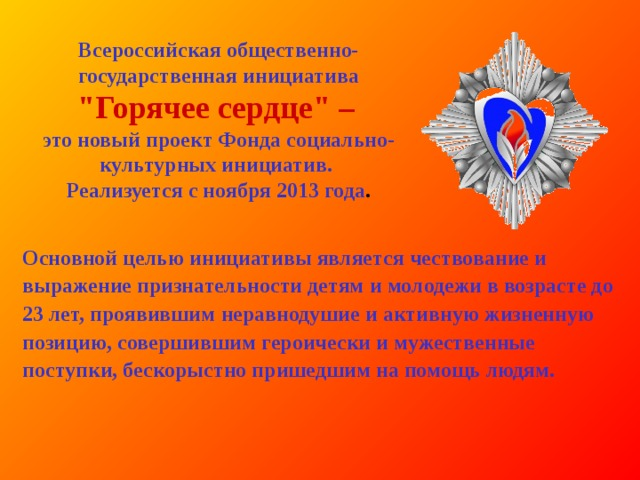 Всероссийская общественно-
государственная инициатива
"Горячее сердце" –
это новый проект Фонда социально-
культурных инициатив.
Реализуется с ноября 2013 года.
Основной целью инициативы является чествование и
выражение признательности детям и молодежи в возрасте до
23 лет, проявившим неравнодушие и активную жизненную
позицию, совершившим героически и мужественные
поступки, бескорыстно пришедшим на помощь людям.